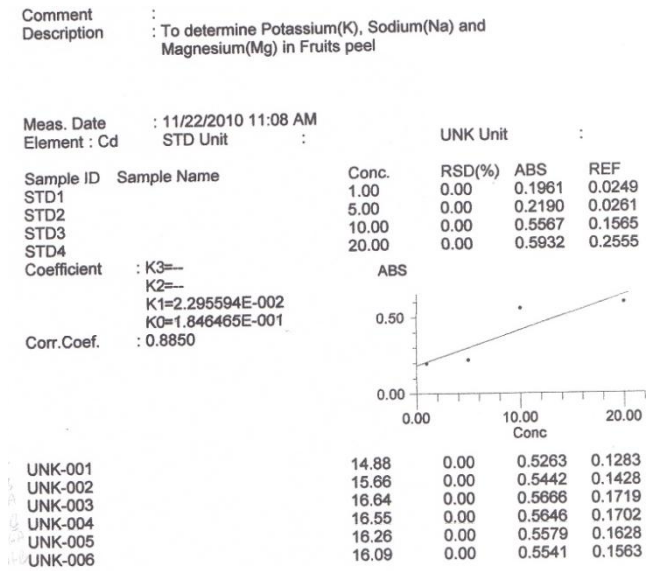 Comment :
Description : To determine Potassium(K), Sodium(Na) and
Magnesium(Mg) in Fruits peel
Meas. Date : 11/22/2010 11:08 AM
Element : Cd STD Unit : UNK Unit :
Sample ID Sample Name Conc. RSD(%) ABS REF
STD1 1.00 0.00 0.1961 0.0249
STD2 5.00 0.00 0.2190 0.0261
STD3 10.00 0.00 0.5567 0.1565
STD4 20.00 0.00 0.5932 0.2555
Coefficient : K3=--
K2=--
K1=2.295594E-002
K0=1.846465E-001
Corr.Coef. : 0.8850
ABS
0.50
0.00
0.00 10.00 20.00
Conc
UNK-001 14.88 0.00 0.5263 0.1283
UNK-002 15.66 0.00 0.5442 0.1428
UNK-003 16.64 0.00 0.5666 0.1719
UNK-004 16.55 0.00 0.5646 0.1702
UNK-005 16.26 0.00 0.5579 0.1628
UNK-006 16.09 0.00 0.5541 0.1563